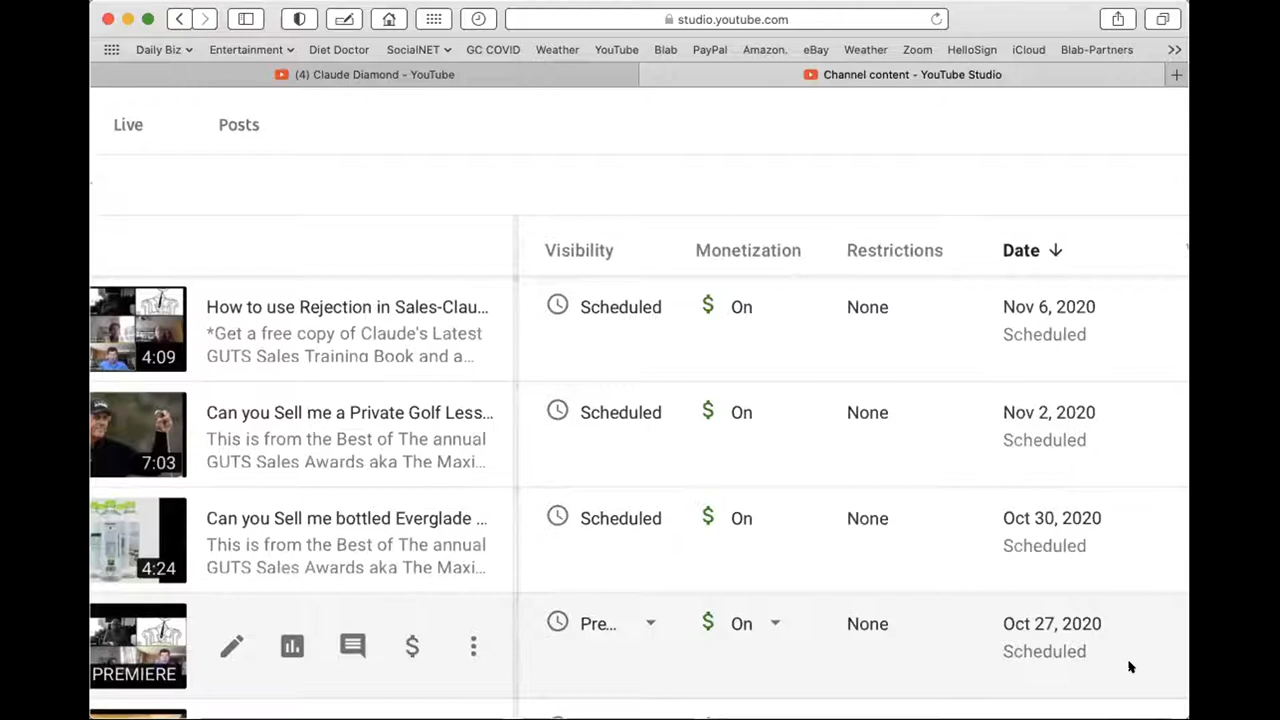 studio.youtube.com
Daily Biz Entertainment Diet Doctor SocialNET GC COVID Weather YouTube Blab PayPal Amazon. eBay Weather Zoom HelloSign iCloud Blab-Partners >>
(4) Claude Diamond - YouTube
Channel content - YouTube Studio
Live Posts
Visibility Monetization Restrictions Date
How to use Rejection in Sales-Clau... Scheduled $ On None Nov 6, 2020
*Get a free copy of Claude's Latest Scheduled
4:09 GUTS Sales Training Book and a...
Can you Sell me a Private Golf Less... Scheduled $ On None Nov 2, 2020
This is from the Best of The annual Scheduled
7:03 GUTS Sales Awards aka The Maxi...
Can you Sell me bottled Everglade ... Scheduled $ On None Oct 30, 2020
This is from the Best of The annual Scheduled
4:24 GUTS Sales Awards aka The Maxi...
Pre... $ On None Oct 27, 2020
$ Scheduled
PREMIERE